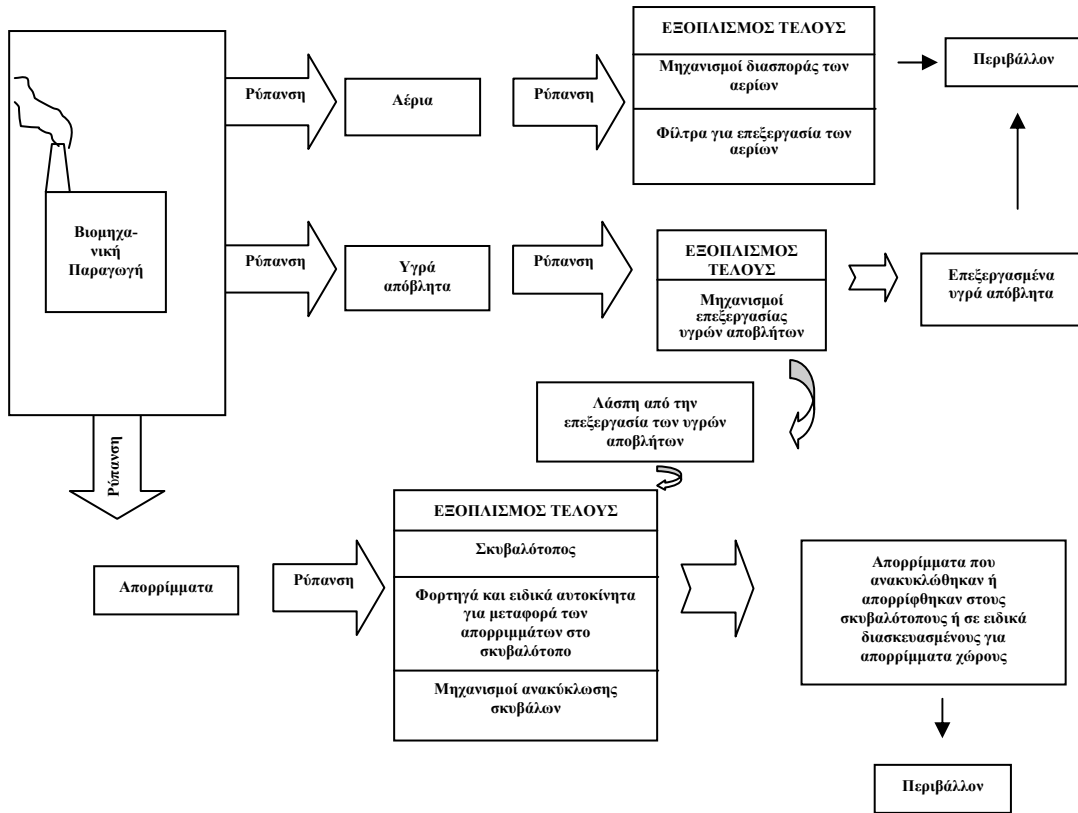 ΕΞΟΠΛΙΣΜΟΣ ΤΕΛΟΥΣ
Μηχανισμοί διασποράς των
αερίων
Φίλτρα για επεξεργασία των
αερίων
Περιβάλλον
Ρύπανση
Αέρια
Ρύπανση
Βιομηχα-
νική
Παραγωγή
Ρύπανση
Υγρά
απόβλητα
Ρύπανση
ΕΞΟΠΛΙΣΜΟΣ
ΤΕΛΟΥΣ
Μηχανισμοί
επεξεργασίας
υγρών αποβλήτων
Επεξεργασμένα
υγρά απόβλητα
Λάσπη από την
επεξεργασία των υγρών
αποβλήτων
Ρύπανση
Απορρίμματα
Ρύπανση
ΕΞΟΠΛΙΣΜΟΣ ΤΕΛΟΥΣ
Σκυβαλότοπος
Φορτηγά και ειδικά αυτοκίνητα
για μεταφορά των
απορριμμάτων στο
σκυβαλότοπο
Μηχανισμοί ανακύκλωσης
σκυβάλων
Απορρίμματα που
ανακυκλώθηκαν ή
απορρίφθηκαν στους
σκυβαλότοπους ή σε ειδικά
διασκευασμένους για
απορρίμματα χώρους
Περιβάλλον